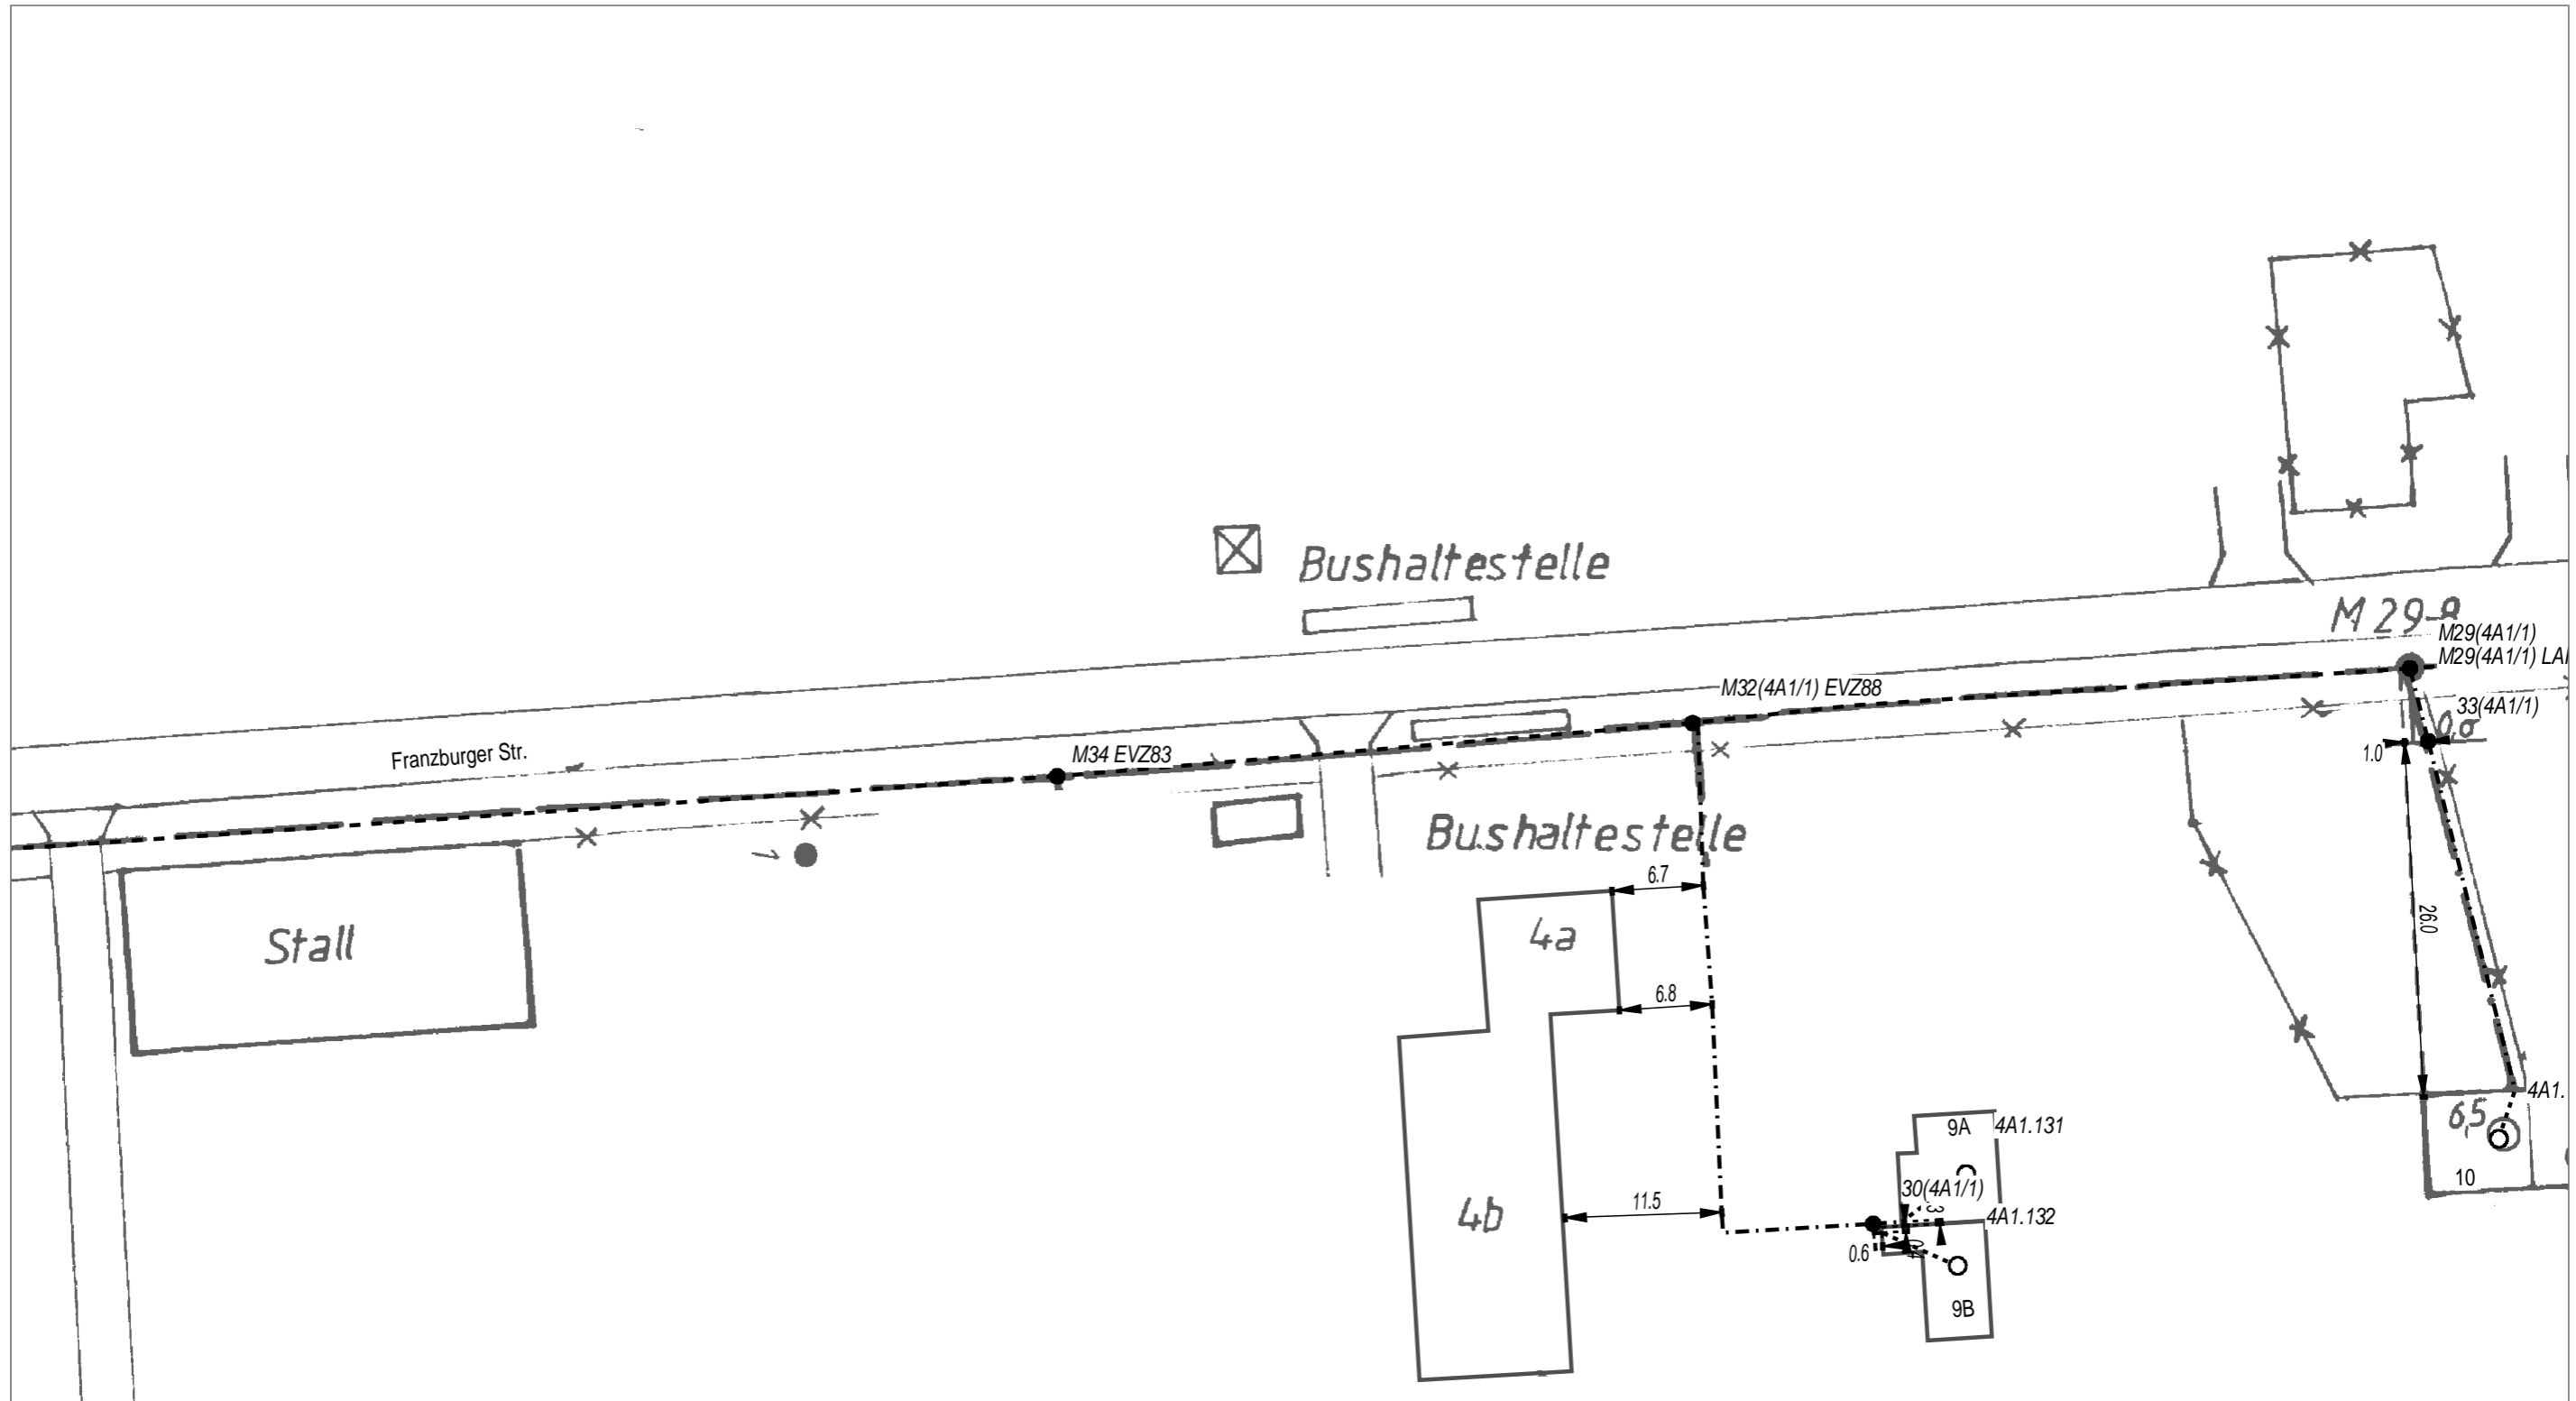 Bushaltestelle
M 29
M29(4A1/1)
M29(4A1/1) LA
M32(4A1/1) EVZ88
33(4A1/1)
Franzburger Str.
M34 EVZ83
1.0
Bushaltestelle
6.7
4a
26.0
Stall
6.8
4A1.
6,5
9A
4A1.131
10
30(4A1/1)
4b
11.5
4A1.132
0.6
9B